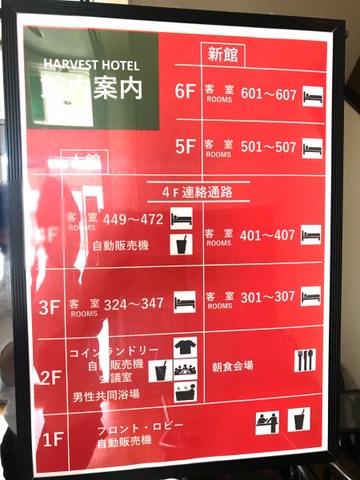 HARVEST HOTEL
館内案内
新館
6F 客室 ROOMS 601～607
5F 客室 ROOMS 501～507
本館
4F連絡通路
4F 客室 ROOMS 449～472
自動販売機
客室 ROOMS 401～407
3F 客室 ROOMS 324～347
客室 ROOMS 301～307
2F コインランドリー
自動販売機
会議室
男性共同浴場
朝食会場
1F フロント・ロビー
自動販売機